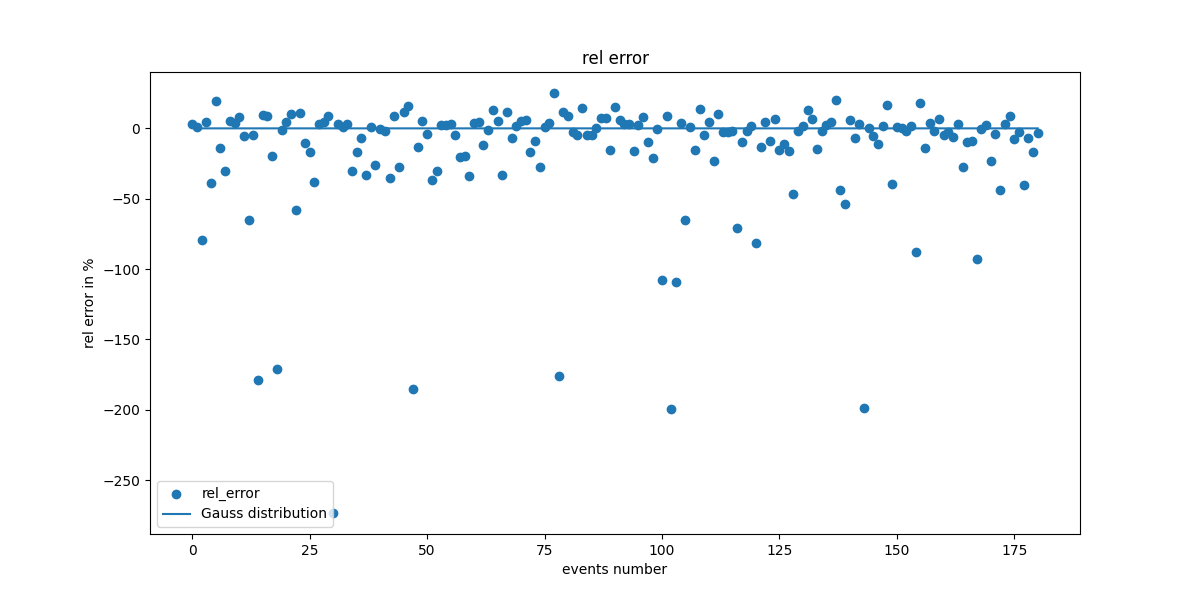 rel error
rel error in %
0
−50
−100
−150
−200
−250
rel_error
Gauss distribution
0 25 50 75 100 125 150 175
events number